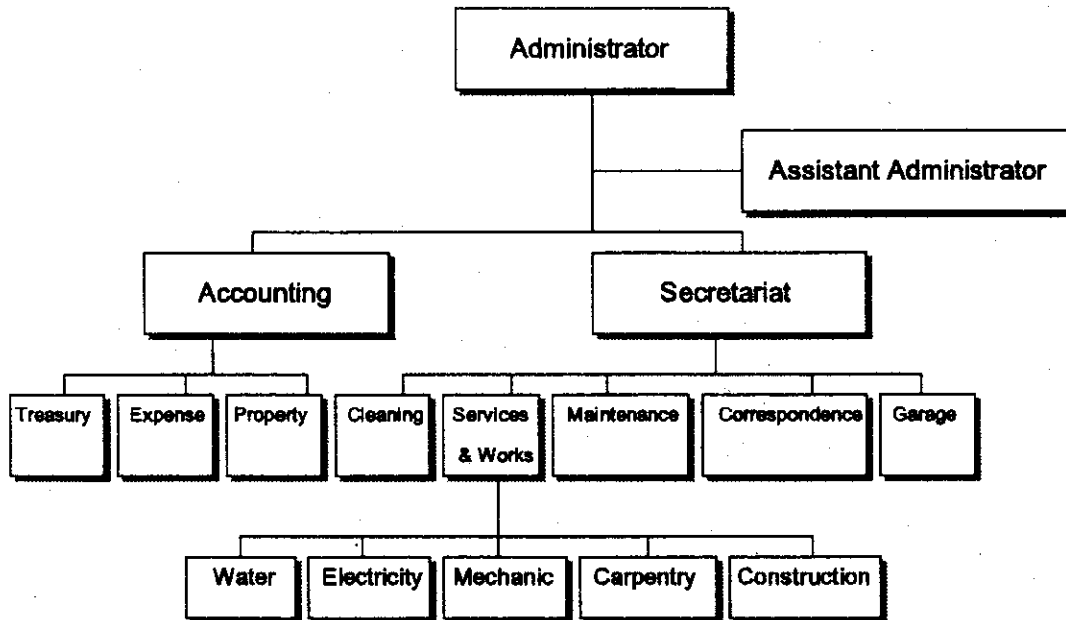 Administrator
Assistant Administrator
Accounting
Secretariat
Treasury
Expense
Property
Cleaning
Services
& Works
Maintenance
Correspondence
Garage
Water
Electricity
Mechanic
Carpentry
Construction